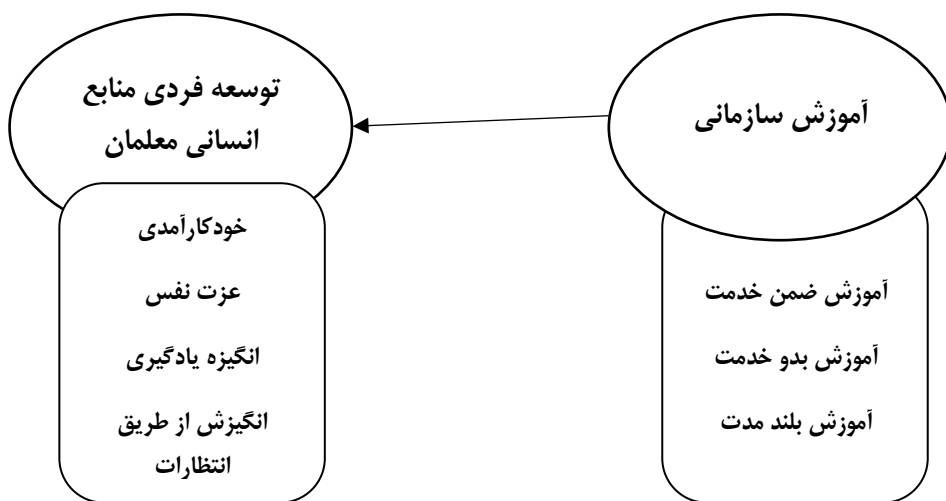 آموزش سازمانی
آموزش ضمن خدمت
آموزش بدو خدمت
آموزش بلند مدت
توسعه فردی منابع
انسانی معلمان
خودکارآمدی
عزت نفس
انگیزه یادگیری
انگیزش از طریق
انتظارات